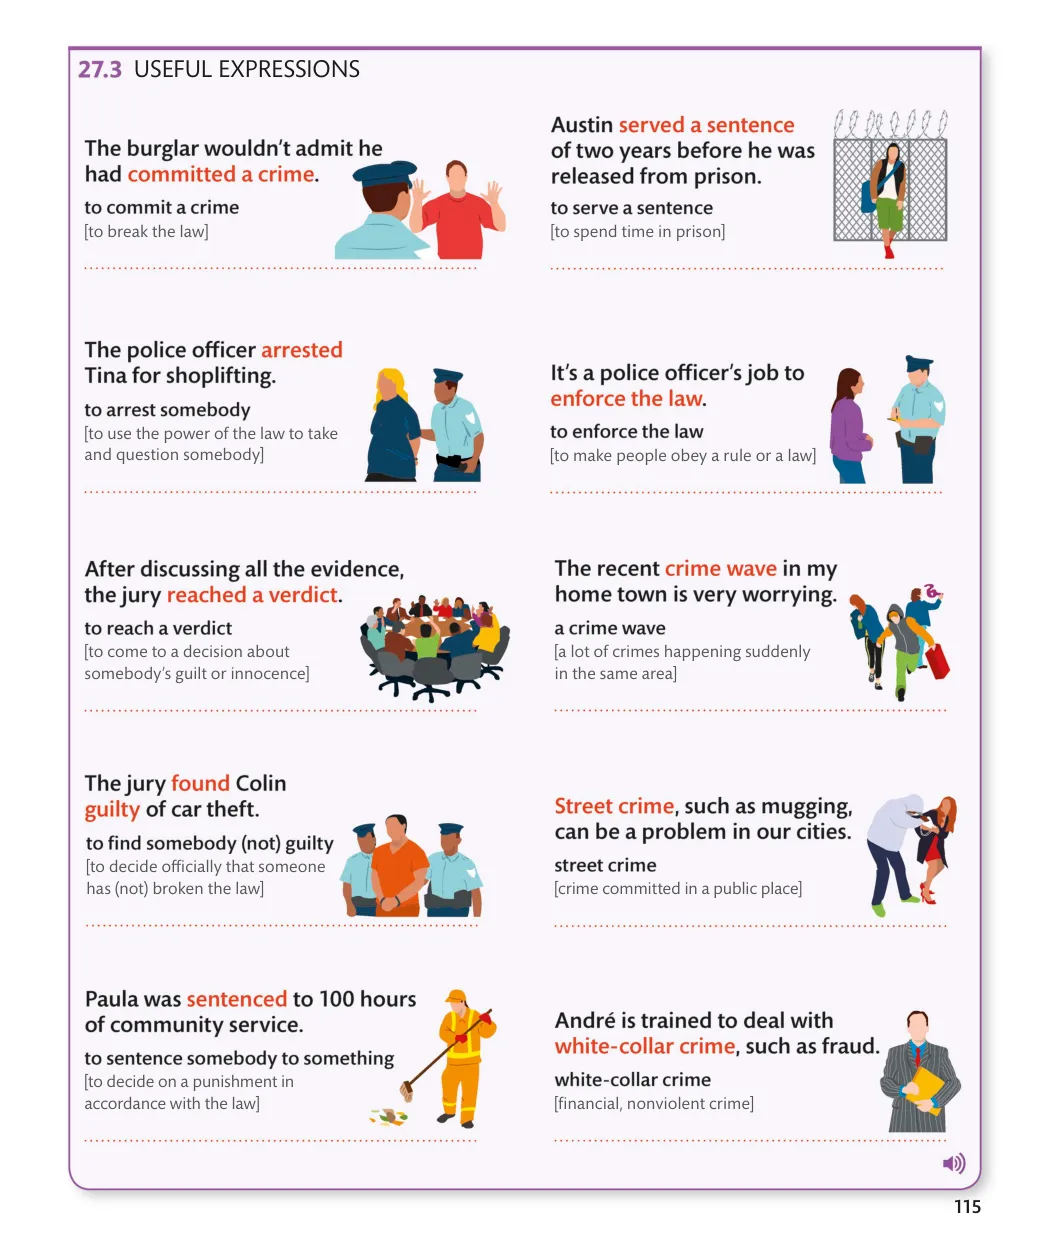 27.3 USEFUL EXPRESSIONS
The burglar wouldn't admit he
had committed a crime.
to commit a crime
[to break the law]
The police officer arrested
Tina for shoplifting.
to arrest somebody
[to use the power of the law to take
and question somebody]
After discussing all the evidence,
the jury reached a verdict.
to reach a verdict
[to come to a decision about
somebody's guilt or innocence]
The jury found Colin
guilty of car theft.
to find somebody (not) guilty
[to decide officially that someone
has (not) broken the law]
Paula was sentenced to 100 hours
of community service.
to sentence somebody to something
[to decide on a punishment in
accordance with the law]
Austin served a sentence
of two years before he was
released from prison.
to serve a sentence
[to spend time in prison]
It's a police officer's job to
enforce the law.
to enforce the law
[to make people obey a rule or a law]
The recent crime wave in my
home town is very worrying.
a crime wave
[a lot of crimes happening suddenly
in the same area]
Street crime, such as mugging,
can be a problem in our cities.
street crime
[crime committed in a public place]
André is trained to deal with
white-collar crime, such as fraud.
white-collar crime
[financial, nonviolent crime]
115